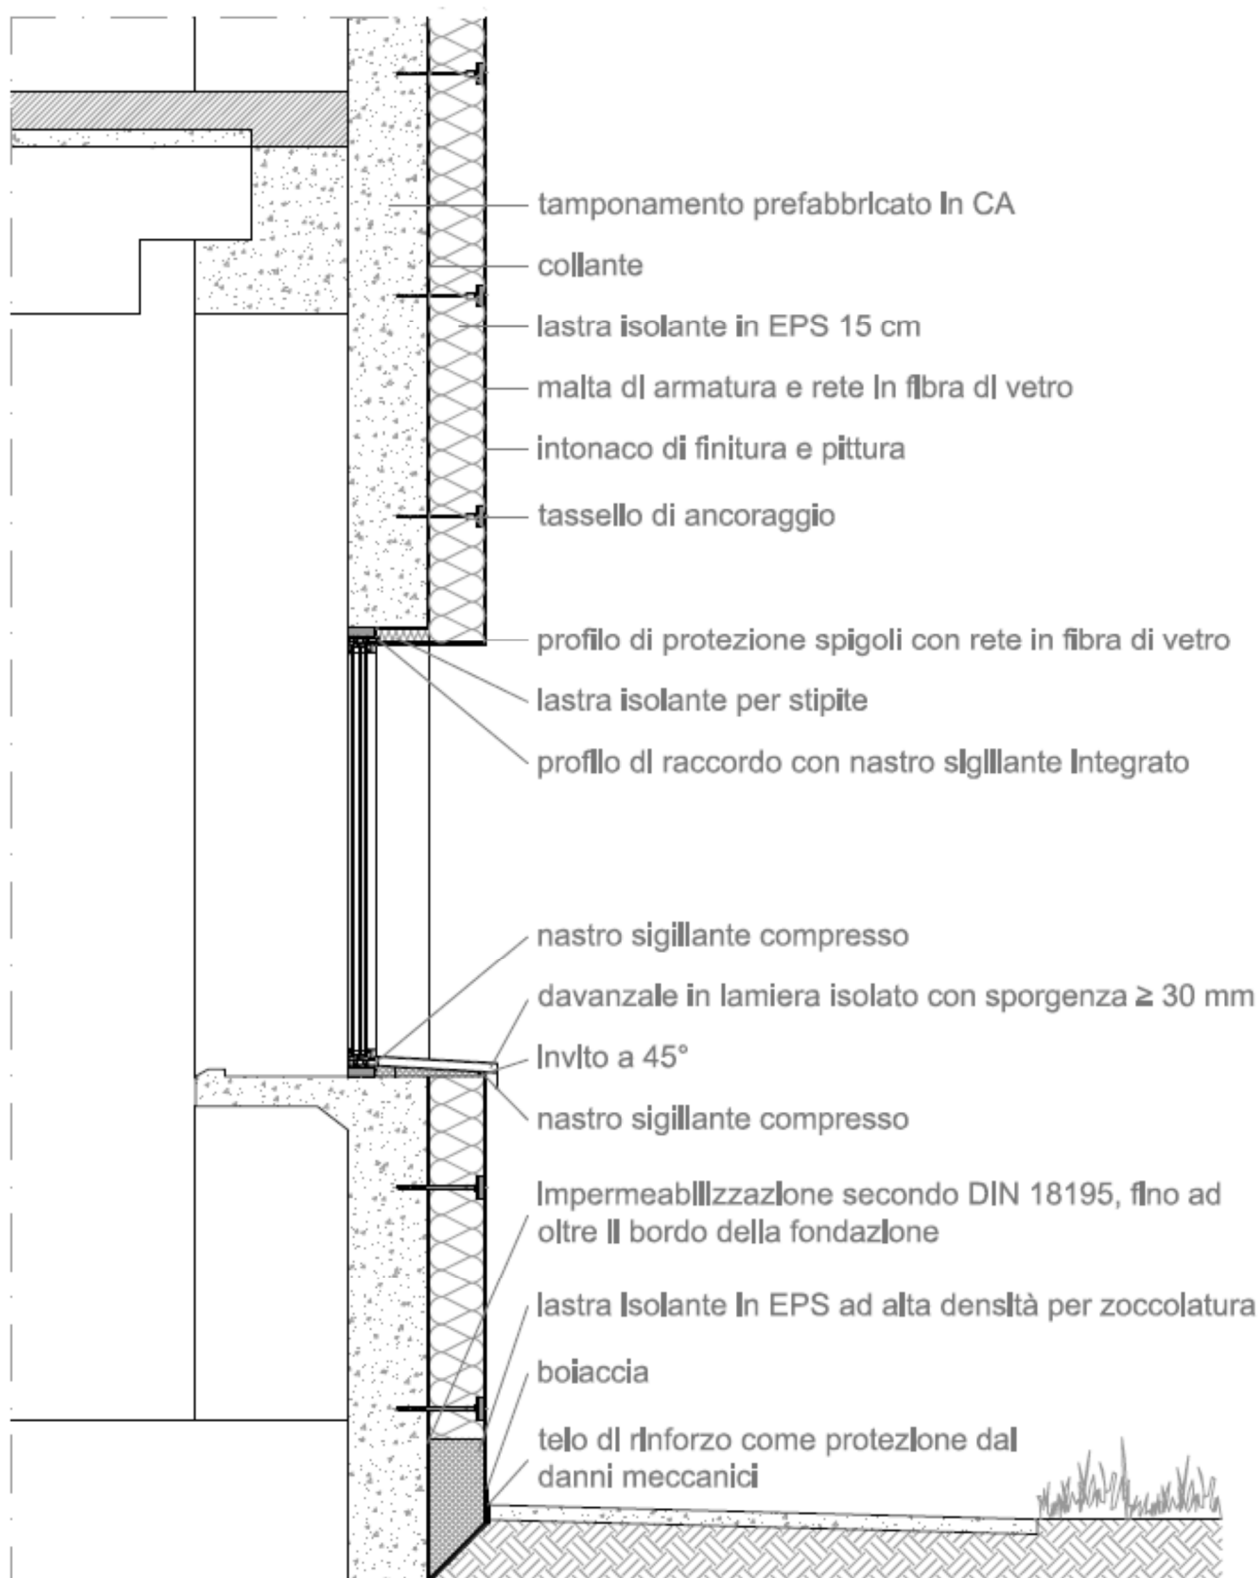 tamponamento prefabbricato in CA
collante
lastra isolante in EPS 15 cm
malta di armatura e rete in fibra di vetro
intonaco di finitura e pittura
tassello di ancoraggio
profilo di protezione spigoli con rete in fibra di vetro
lastra isolante per stipite
profilo di raccordo con nastro sigillante integrato
nastro sigillante compresso
davanzale in lamiera isolato con sporgenza ≥ 30 mm
invito a 45°
nastro sigillante compresso
impermeabilizzazione secondo DIN 18195, fino ad
oltre il bordo della fondazione
lastra isolante in EPS ad alta densità per zoccolatura
boiaccia
telo di rinforzo come protezione dai
danni meccanici